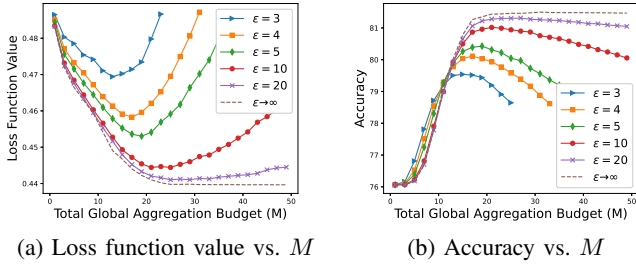 Loss Function Value
0.48
0.47
0.46
0.45
0.44
0
10
20
30
40
50
Total Global Aggregation Budget (M)
ε = 3
ε = 4
ε = 5
ε = 10
ε = 20
ε→∞
(a) Loss function value vs. M
Accuracy
81
80
79
78
77
76
0
10
20
30
40
50
Total Global Aggregation Budget (M)
ε = 3
ε = 4
ε = 5
ε = 10
ε = 20
ε→∞
(b) Accuracy vs. M